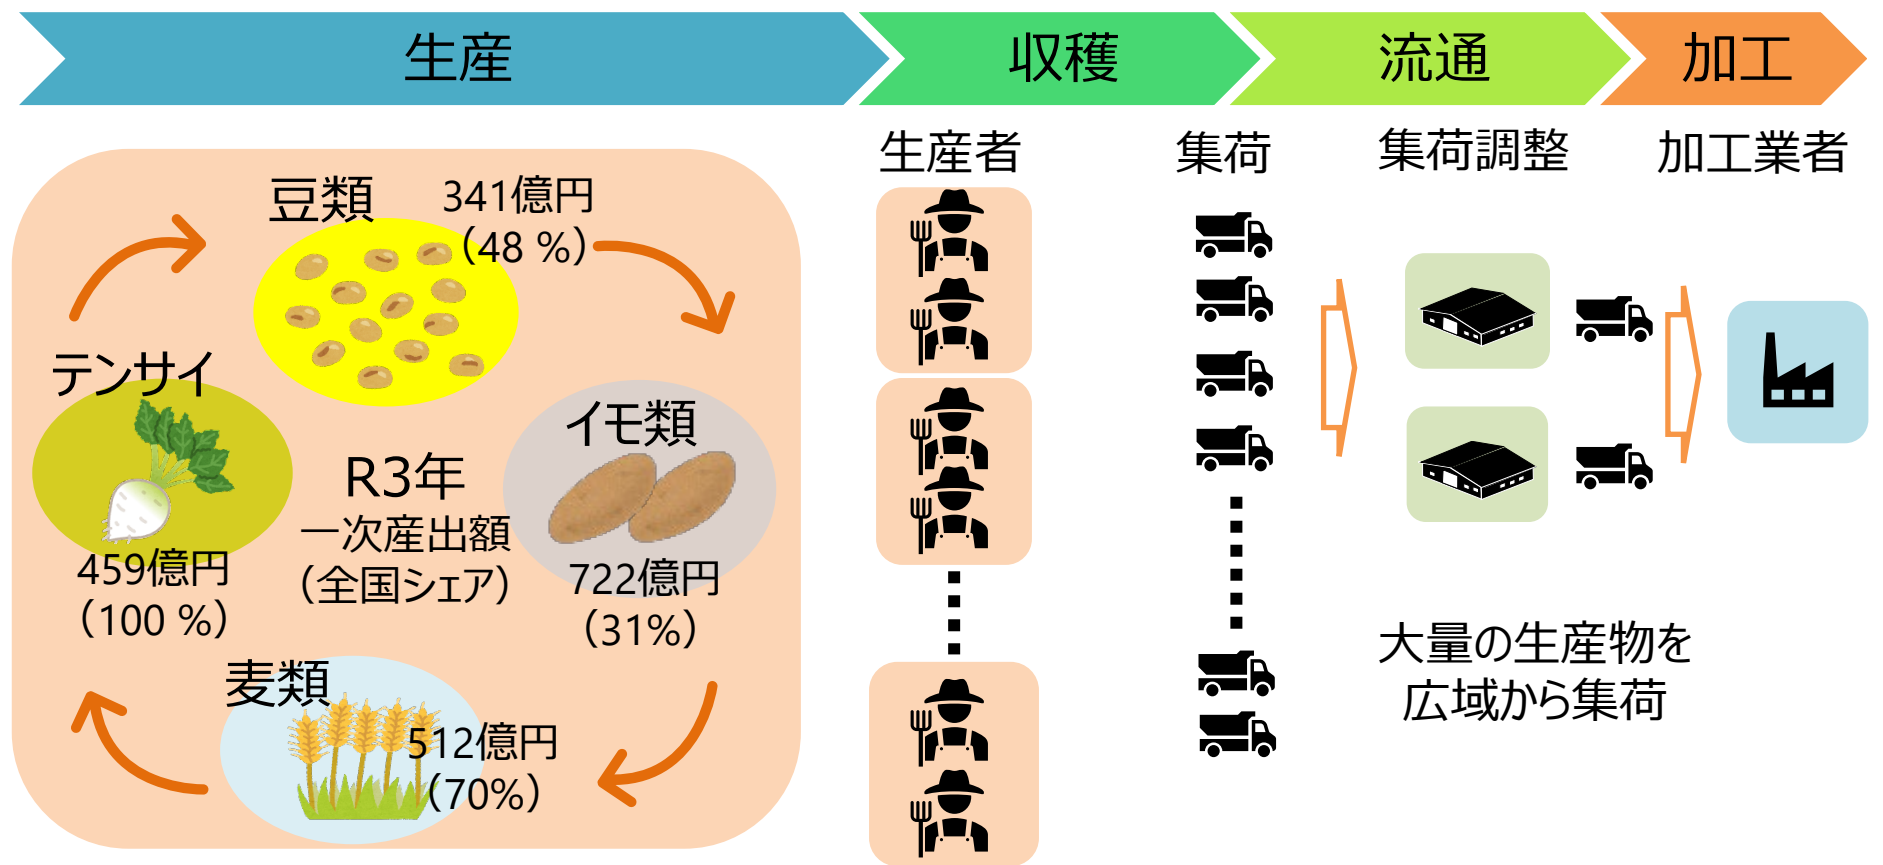 生産
収穫
流通
加工
豆類
341億円
（48 %）
テンサイ
459億円
（100 %）
R3年
一次産出額
（全国シェア）
イモ類
722億円
（31%）
麦類
512億円
（70%）
生産者
集荷
集荷調整
加工業者
大量の生産物を
広域から集荷